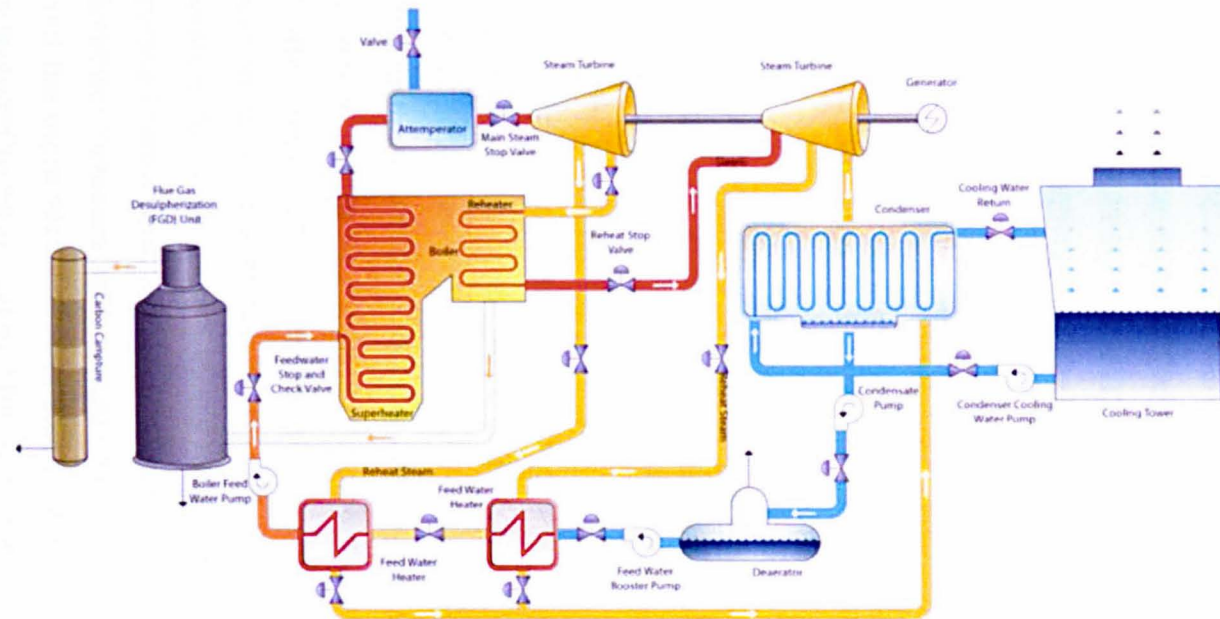 Valve
Steam Turbine
Steam Turbine
Generator
Attemperator
Main Steam
Stop Valve
Steam
Flue Gas
Desulpherization
(FGD) Unit
Reheater
Boiler
Reheat Stop
Valve
Condenser
Cooling Water
Return
Carbon Campture
Feedwater
Stop and
Check Valve
Superheater
Reheat Steam
Condensate
Pump
Condenser Cooling
Water Pump
Cooling Tower
Boiler Feed
Water Pump
Reheat Steam
Feed Water
Heater
Feed Water
Heater
Feed Water
Booster Pump
Deaerator